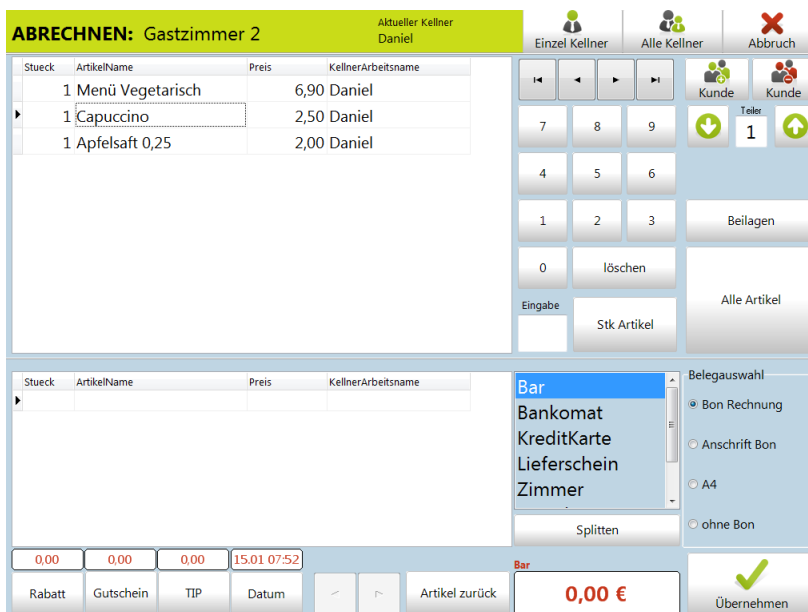 ABRECHNEN: Gastzimmer 2
Aktueller Kellner
Daniel
Einzel Kellner
Alle Kellner
Abbruch
Stueck ArtikelName Preis KellnerArbeitsname
1 Menü Vegetarisch 6,90 Daniel
1 Capuccino 2,50 Daniel
1 Apfelsaft 0,25 2,00 Daniel
Kunde Kunde
Teiler
1
7 8 9
4 5 6
1 2 3
0 löschen
Eingabe
Stk Artikel
Beilagen
Alle Artikel
Stueck ArtikelName Preis KellnerArbeitsname
Bar
Bankomat
KreditKarte
Lieferschein
Zimmer
Splitten
Belegauswahl
Bon Rechnung
Anschrift Bon
A4
ohne Bon
0,00 0,00 0,00 15.01 07:52
Rabatt Gutschein TIP Datum
Artikel zurück
Bar
0,00 €
Übernehmen